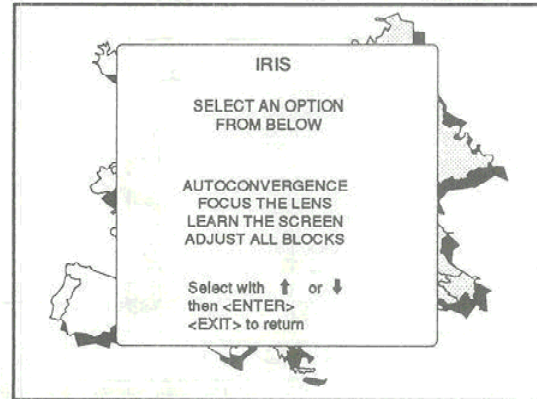 IRIS
SELECT AN OPTION
FROM BELOW
AUTOCONVERGENCE
FOCUS THE LENS
LEARN THE SCREEN
ADJUST ALL BLOCKS
Select with ⬆ or ⬇
then <ENTER>
<EXIT> to return